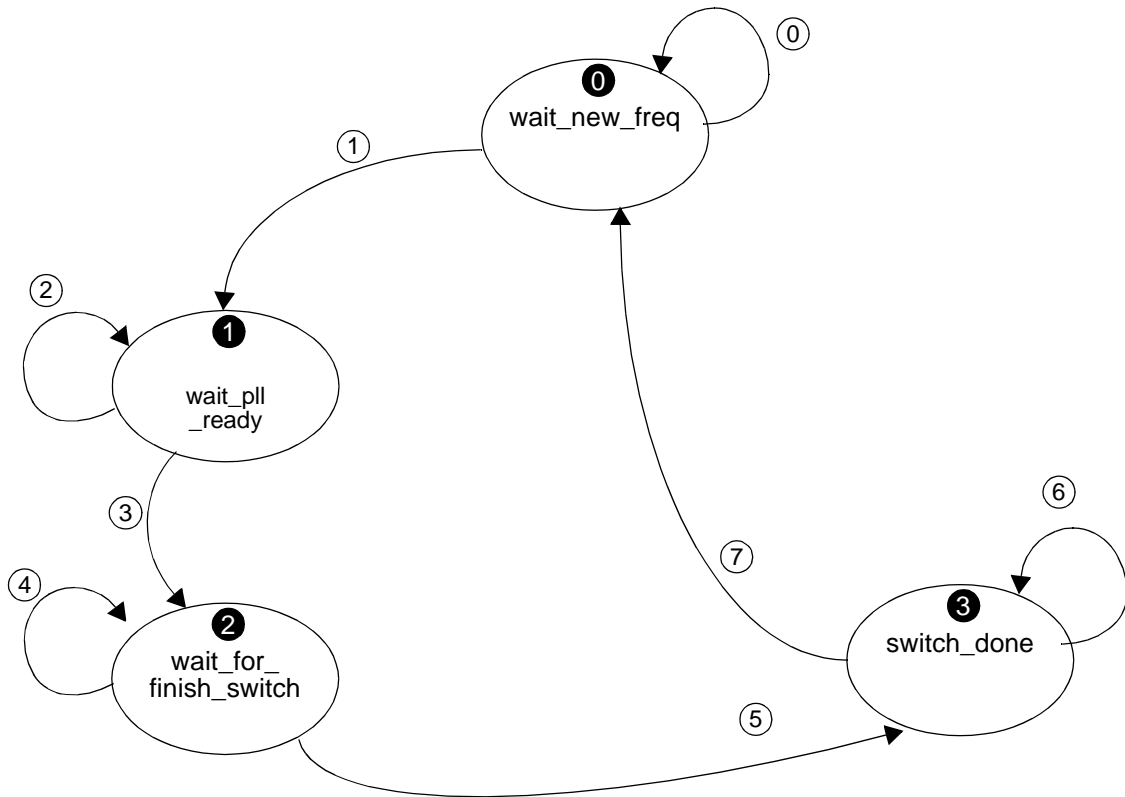 0
0
wait_new_freq
1
2
1
wait_pll
_ready
3
6
7
4
3
2
switch_done
wait_for_
finish_switch
5